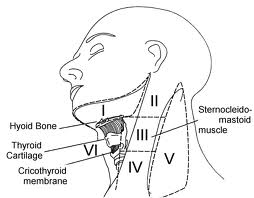 I
II
Sternocleido-
mastoid
muscle
Hyoid Bone
III
Thyroid
Cartilage
VI
V
Cricothyroid
membrane
IV